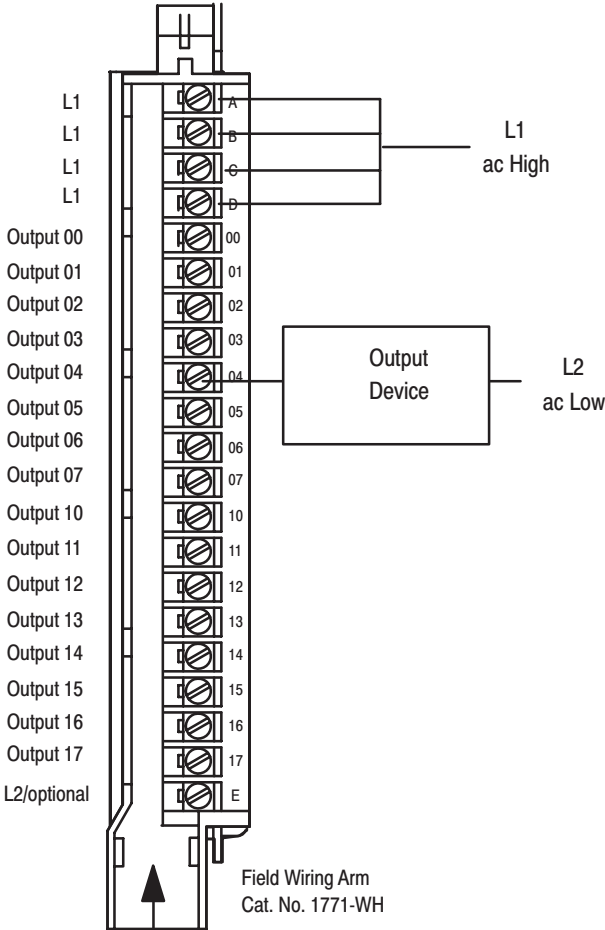 L1 A
L1 B
L1 C
L1 D
L1
ac High
Output 00 00
Output 01 01
Output 02 02
Output 03 03
Output 04 04
Output
Device
L2
ac Low
Output 05 05
Output 06 06
Output 07 07
Output 10 10
Output 11 11
Output 12 12
Output 13 13
Output 14 14
Output 15 15
Output 16 16
Output 17 17
L2/optional E
Field Wiring Arm
Cat. No. 1771-WH